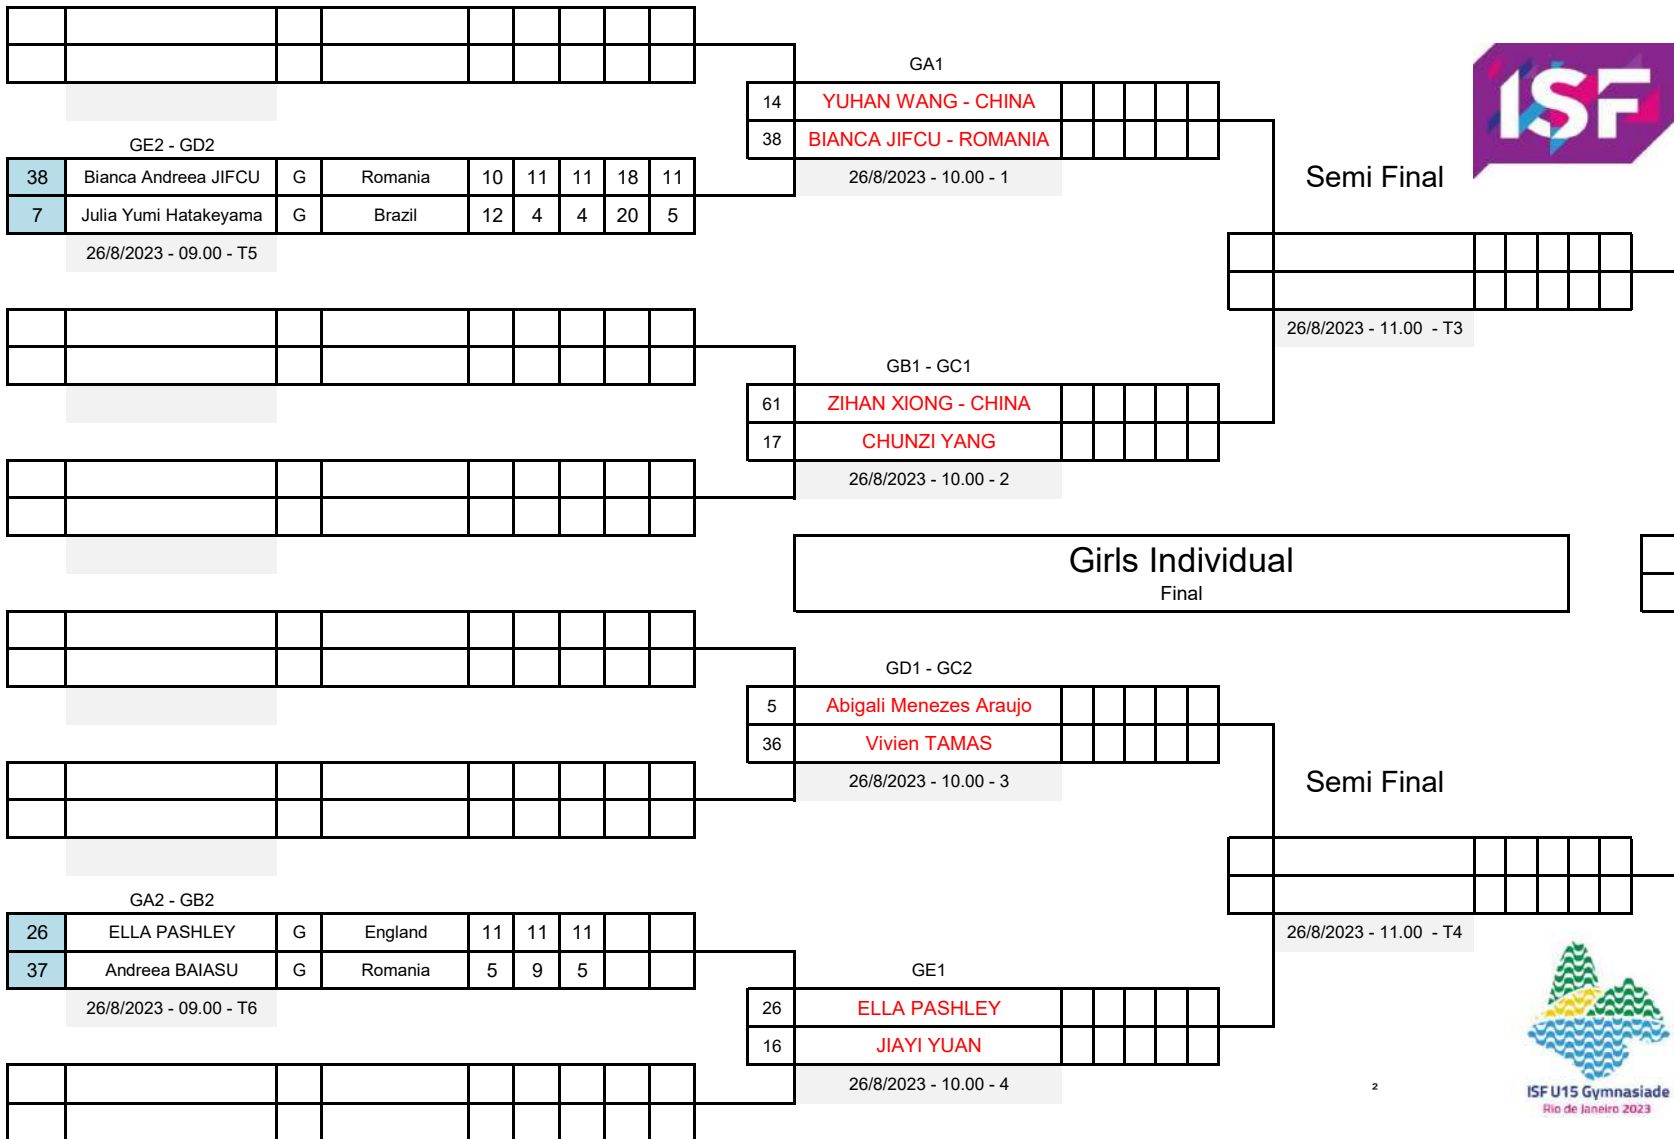 GA1
14 YUHAN WANG - CHINA
38 BIANCA JIFCU - ROMANIA
26/8/2023 - 10.00 - 1
ISF
GE2 - GD2
38 Bianca Andreea JIFCU G Romania 10 11 11 18 11
7 Julia Yumi Hatakeyama G Brazil 12 4 4 20 5
26/8/2023 - 09.00 - T5
Semi Final
26/8/2023 - 11.00 - T3
GB1 - GC1
61 ZIHAN XIONG - CHINA
17 CHUNZI YANG
26/8/2023 - 10.00 - 2
Girls Individual
Final
GD1 - GC2
5 Abigali Menezes Araujo
36 Vivien TAMAS
26/8/2023 - 10.00 - 3
Semi Final
26/8/2023 - 11.00 - T4
GA2 - GB2
26 ELLA PASHLEY G England 11 11 11
37 Andreea BAIASU G Romania 5 9 5
26/8/2023 - 09.00 - T6
GE1
26 ELLA PASHLEY
16 JIAYI YUAN
26/8/2023 - 10.00 - 4
²
ISF U15 Gymnasiade
Rio de Janeiro 2023